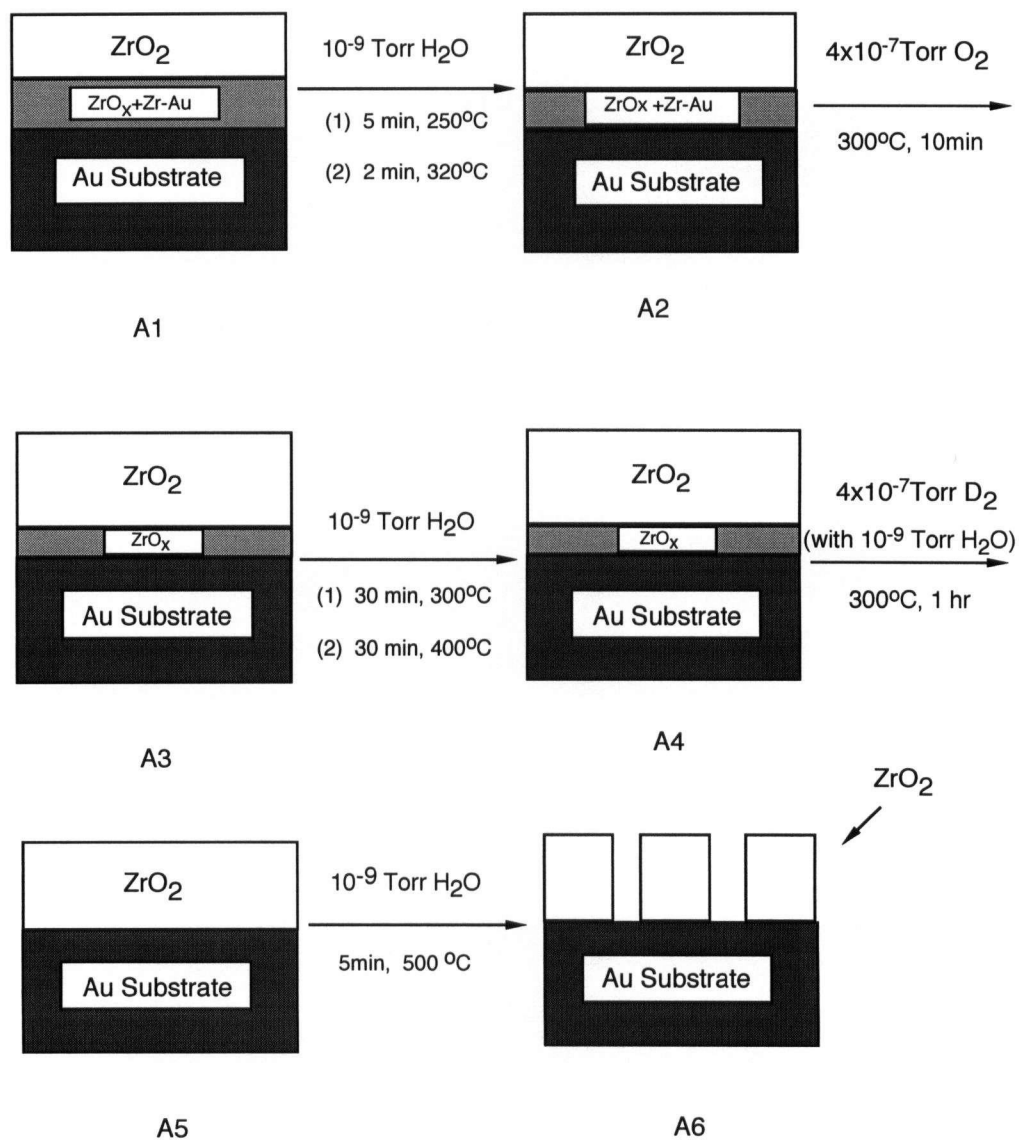 ZrO2
ZrOx+Zr-Au
Au Substrate
A1
10-9 Torr H2O
(1) 5 min, 250oC
(2) 2 min, 320oC
ZrO2
ZrOx +Zr-Au
Au Substrate
A2
4x10-7Torr O2
300oC, 10min
ZrO2
ZrOx
Au Substrate
A3
10-9 Torr H2O
(1) 30 min, 300oC
(2) 30 min, 400oC
ZrO2
ZrOx
Au Substrate
A4
4x10-7Torr D2
(with 10-9 Torr H2O)
300oC, 1 hr
ZrO2
Au Substrate
A5
10-9 Torr H2O
5min, 500 oC
ZrO2
Au Substrate
A6